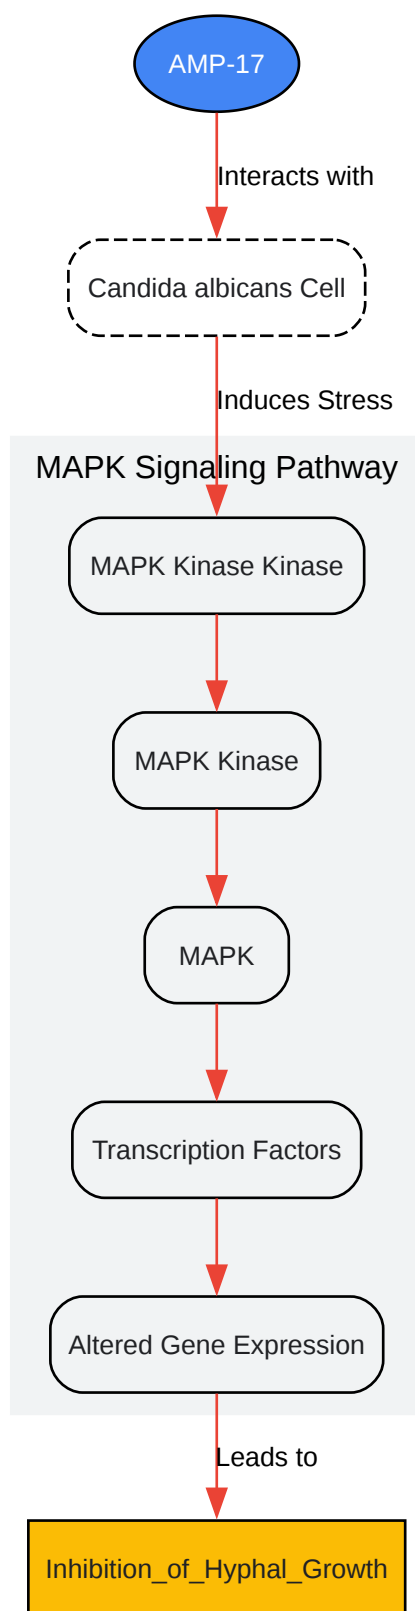 AMP-17
Interacts with
Candida albicans Cell
Induces Stress
MAPK Signaling Pathway
MAPK Kinase Kinase
MAPK Kinase
MAPK
Transcription Factors
Altered Gene Expression
Leads to
Inhibition_of_Hyphal_Growth